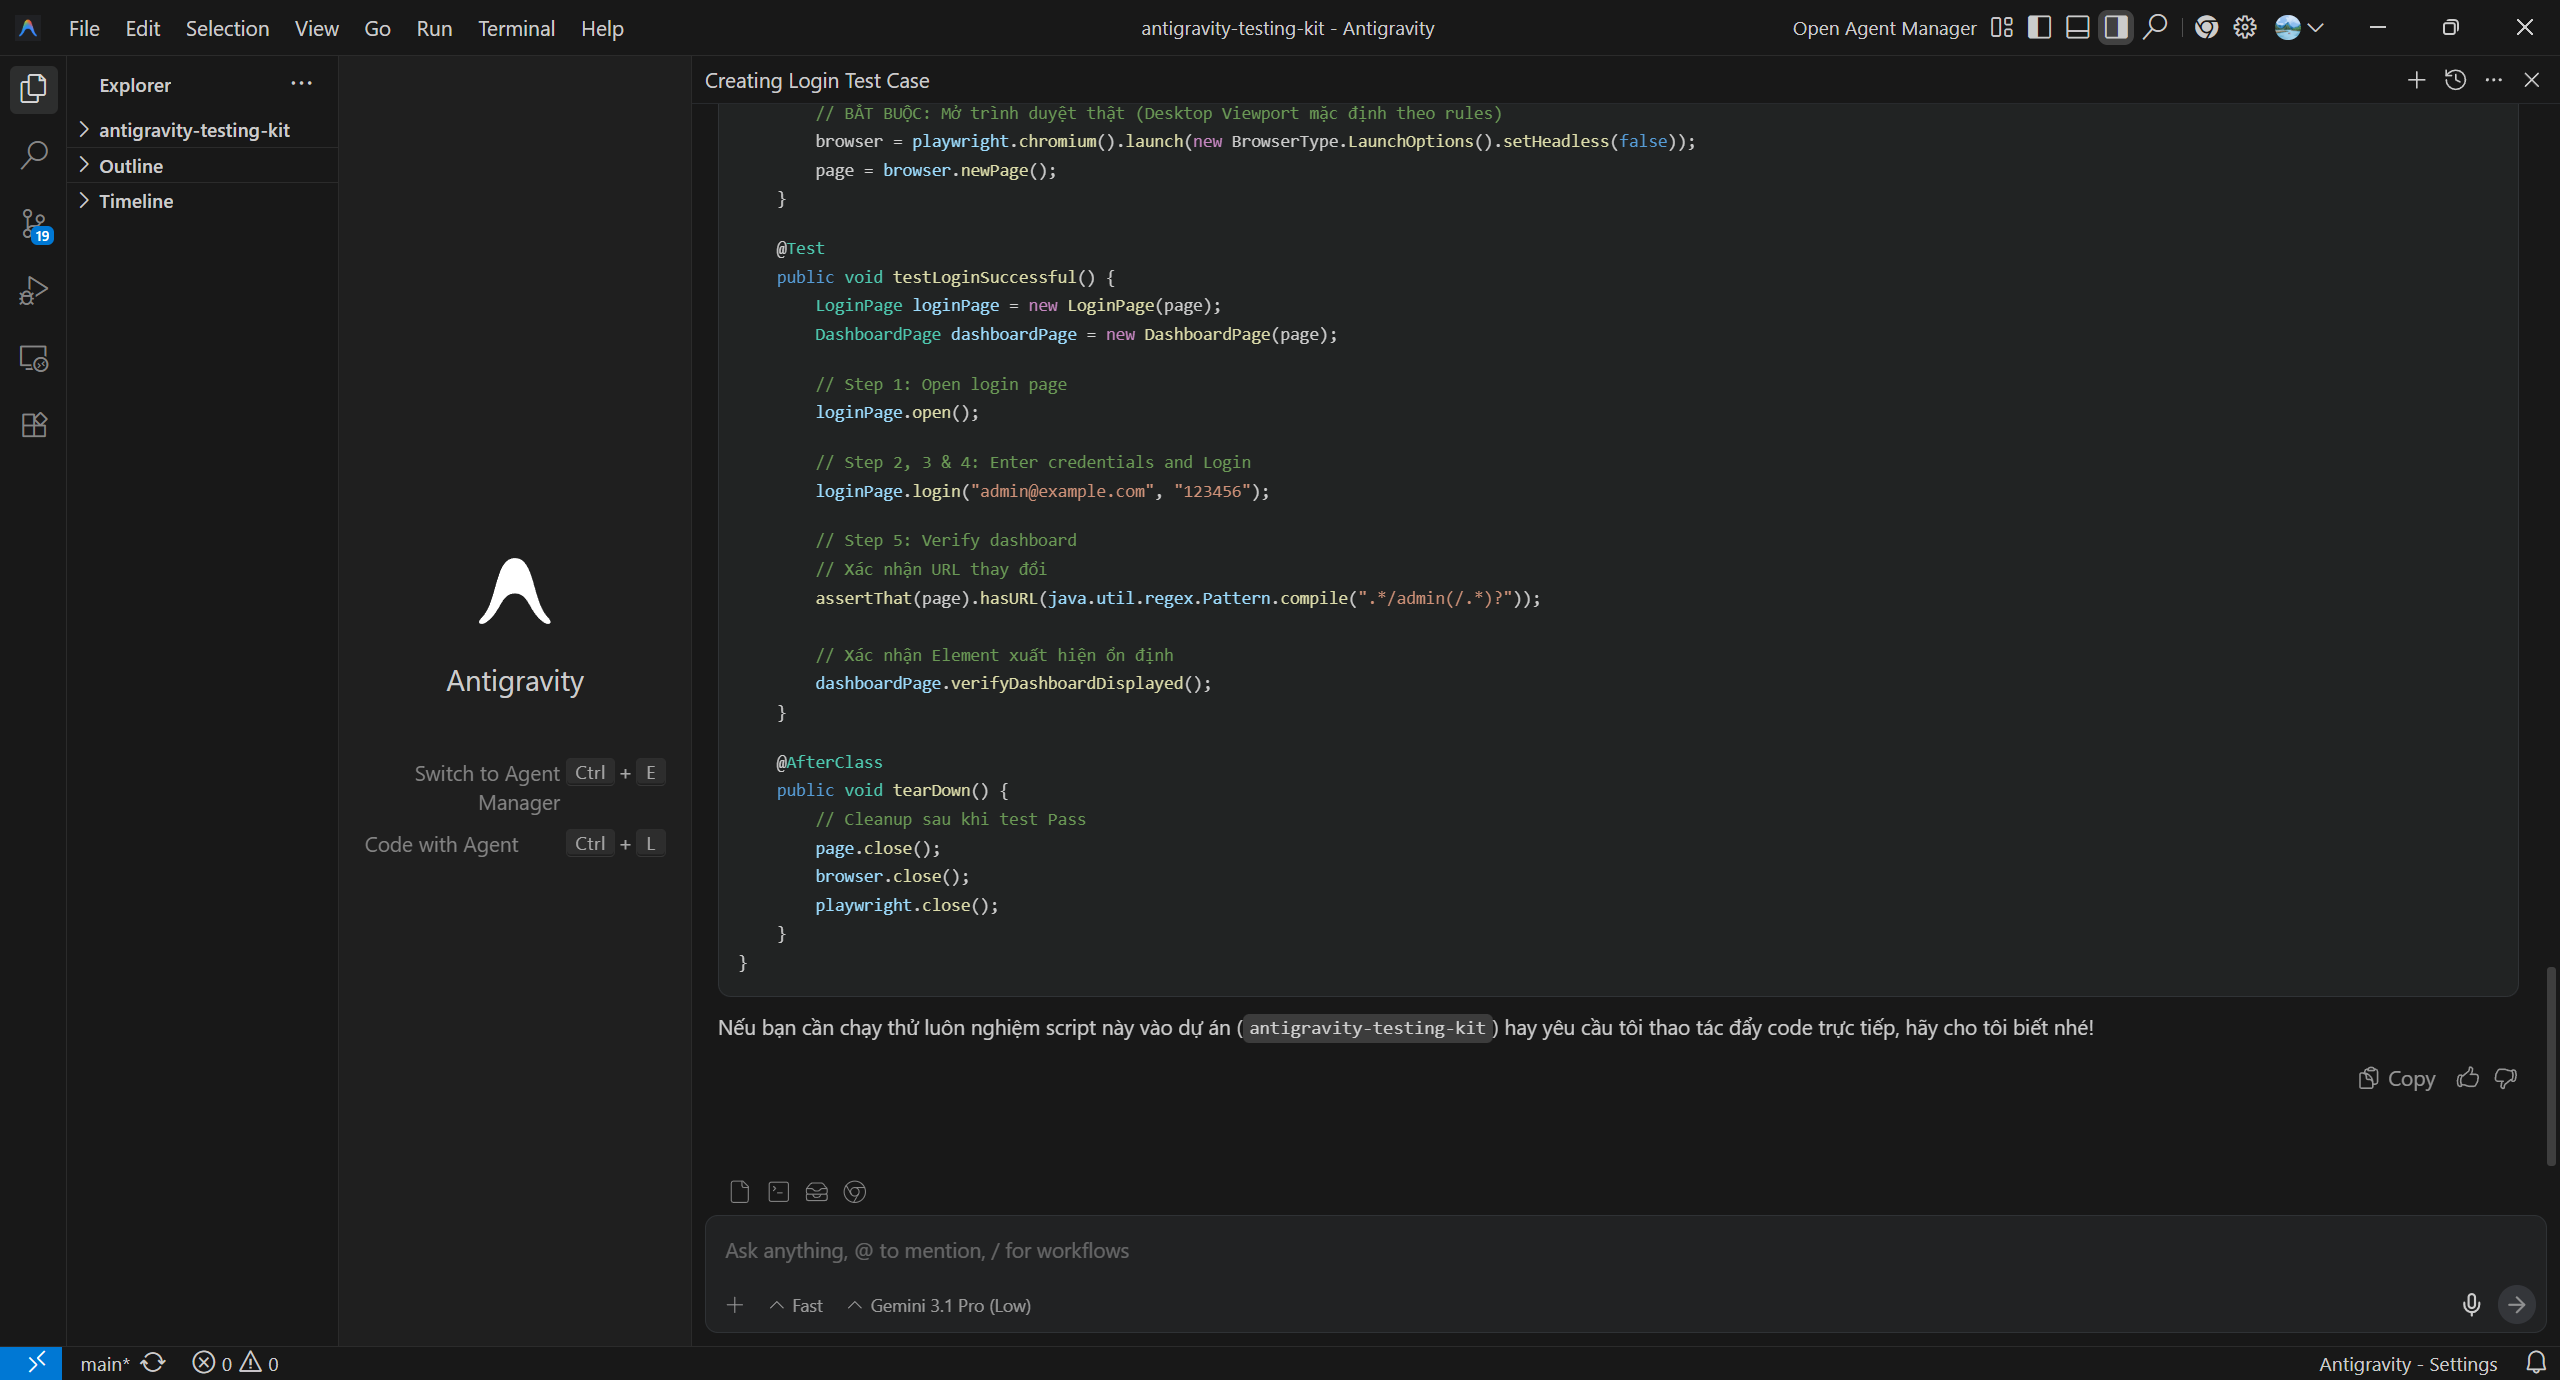 File Edit Selection View Go Run Terminal Help
antigravity-testing-kit - Antigravity
Open Agent Manager
Explorer
antigravity-testing-kit
Outline
Timeline
19
Antigravity
Switch to Agent Manager Ctrl + E
Code with Agent Ctrl + L
Creating Login Test Case
// BẮT BUỘC: Mở trình duyệt thật (Desktop Viewport mặc định theo rules)
browser = playwright.chromium().launch(new BrowserType.LaunchOptions().setHeadless(false));
page = browser.newPage();
}
@Test
public void testLoginSuccessful() {
LoginPage loginPage = new LoginPage(page);
DashboardPage dashboardPage = new DashboardPage(page);
// Step 1: Open login page
loginPage.open();
// Step 2, 3 & 4: Enter credentials and Login
loginPage.login("admin@example.com", "123456");
// Step 5: Verify dashboard
// Xác nhận URL thay đổi
assertThat(page).hasURL(java.util.regex.Pattern.compile(".*/admin(/.*)?"));
// Xác nhận Element xuất hiện ổn định
dashboardPage.verifyDashboardDisplayed();
}
@AfterClass
public void tearDown() {
// Cleanup sau khi test Pass
page.close();
browser.close();
playwright.close();
}
}
Nếu bạn cần chạy thử luôn nghiệm script này vào dự án (antigravity-testing-kit) hay yêu cầu tôi thao tác đẩy code trực tiếp, hãy cho tôi biết nhé!
Copy
Ask anything, @ to mention, / for workflows
Fast
Gemini 3.1 Pro (Low)
main*
0
0
Antigravity - Settings